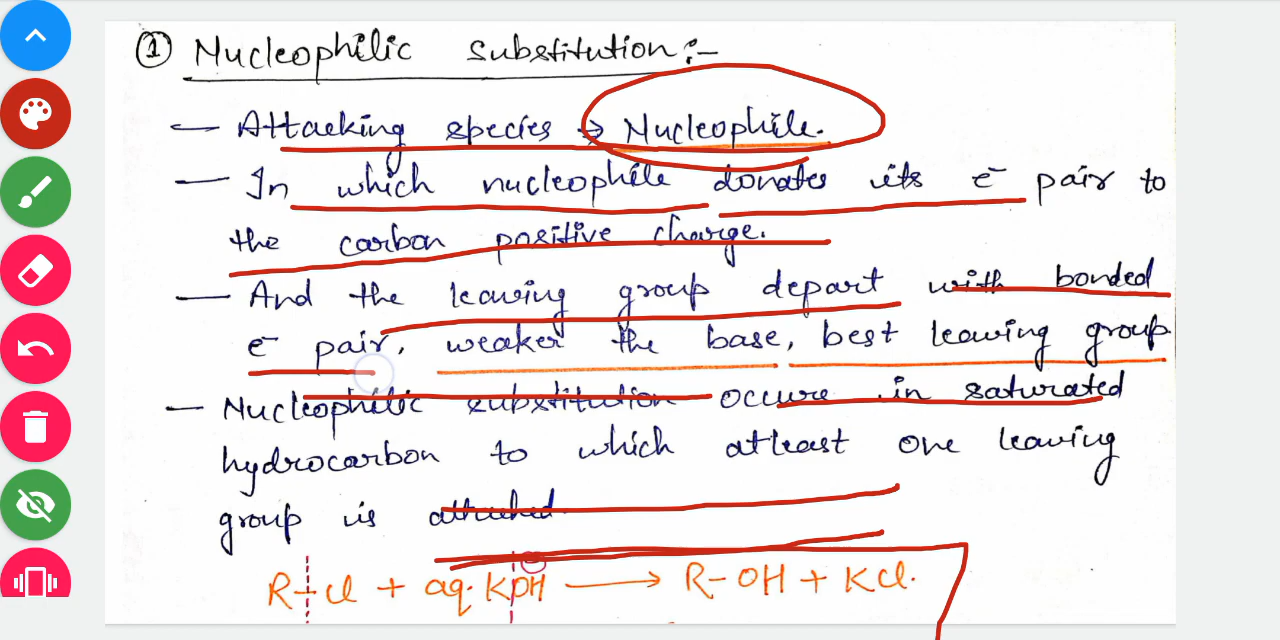 ① Nucleophilic Substitution :-
— Attacking species → Nucleophile.
— In which nucleophile donates its e⁻ pair to
the carbon positive charge.
— And the leaving group depart with bonded
e⁻ pair, weaker the base, best leaving group
— Nucleophilic substitution occure in saturated
hydrocarbon to which atleast one leaving
group is attached
R-Cl + aq. KOH ⟶ R-OH + KCl.